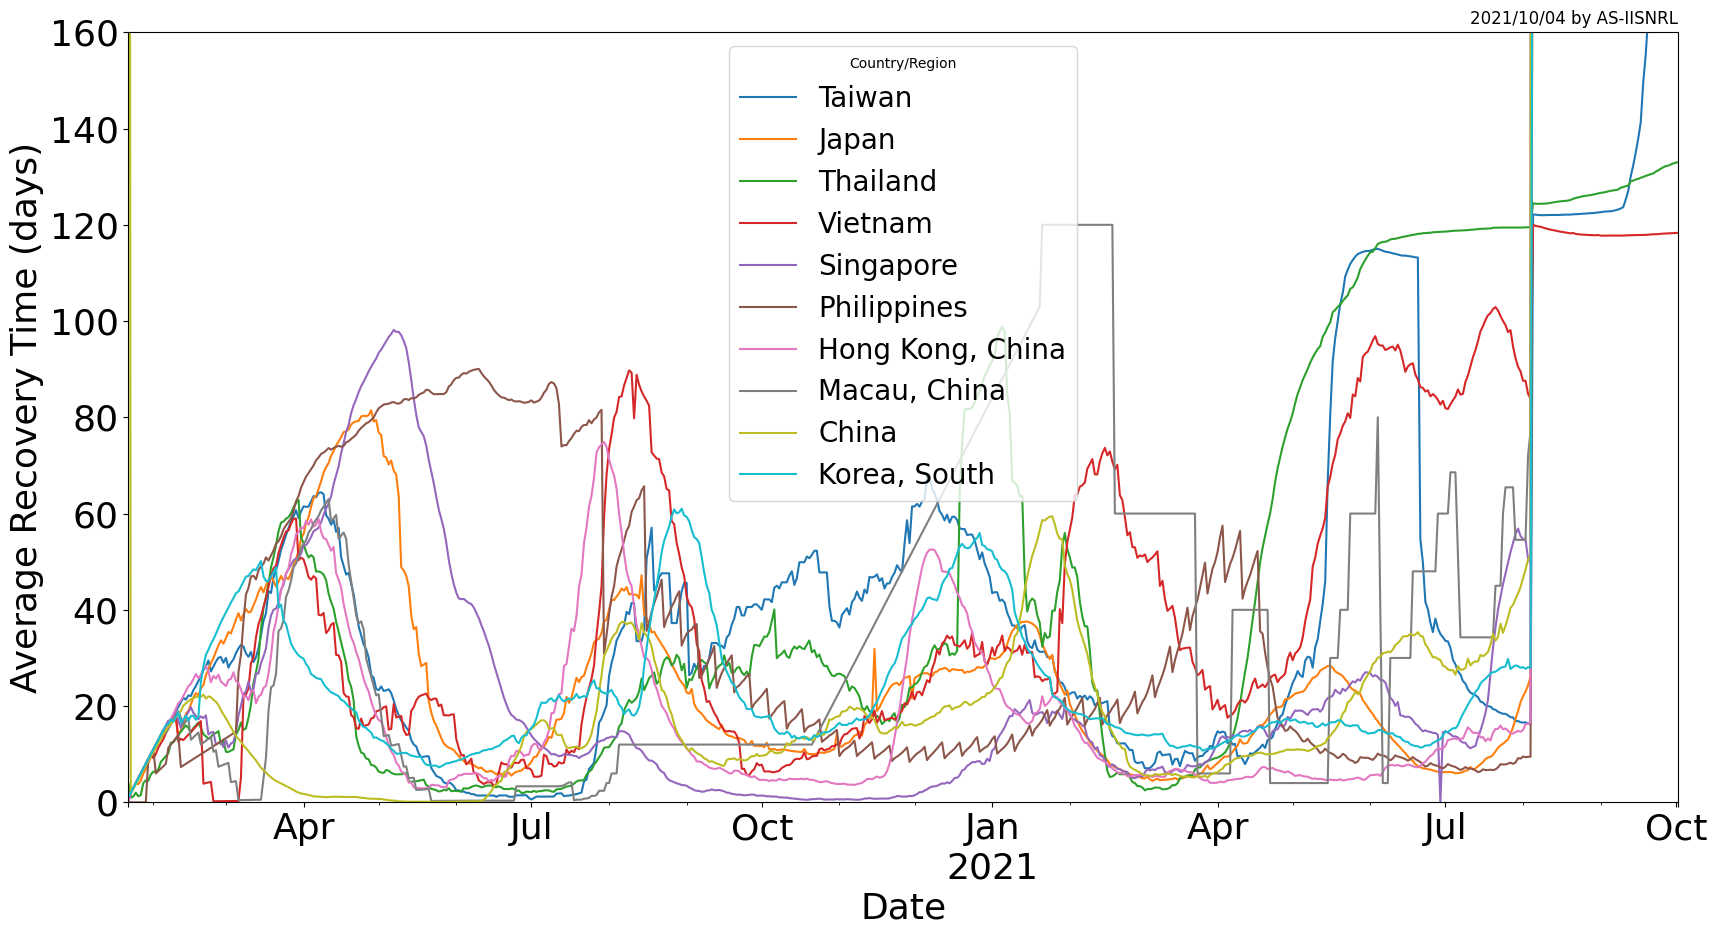 2021/10/04 by AS-IISNRL
160
140
120
100
80
60
40
20
0
Average Recovery Time (days)
Country/Region
Taiwan
Japan
Thailand
Vietnam
Singapore
Philippines
Hong Kong, China
Macau, China
China
Korea, South
Apr
Jul
Oct
Jan
2021
Apr
Jul
Oct
Date